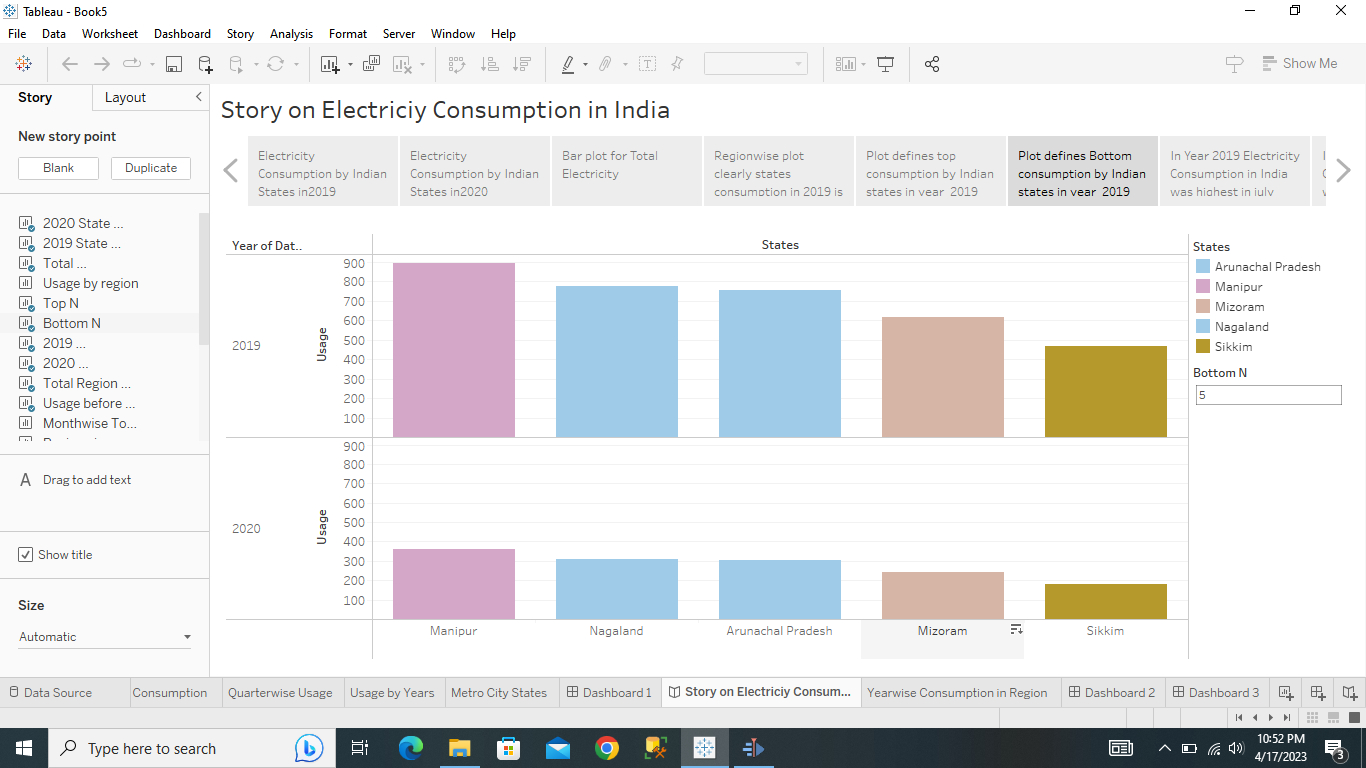 Tableau - Book5
File Data Worksheet Dashboard Story Analysis Format Server Window Help
Show Me
Story Layout
New story point
Blank Duplicate
2020 State ...
2019 State ...
Total ...
Usage by region
Top N
Bottom N
2019 ...
2020 ...
Total Region ...
Usage before ...
Monthwise To...
A Drag to add text
Show title
Size
Automatic
Story on Electriciy Consumption in India
Electricity
Consumption by Indian
States in2019
Electricity
Consumption by Indian
States in2020
Bar plot for Total
Electricity
Regionwise plot
clearly states
consumption in 2019 is
Plot defines top
consumption by Indian
states in year 2019
Plot defines Bottom
consumption by Indian
states in year 2019
In Year 2019 Electricity
Consumption in India
was highest in july
Year of Dat..
States
2019
Usage
900
800
700
600
500
400
300
200
100
2020
Usage
900
800
700
600
500
400
300
200
100
Manipur Nagaland Arunachal Pradesh Mizoram Sikkim
States
Arunachal Pradesh
Manipur
Mizoram
Nagaland
Sikkim
Bottom N
5
Data Source Consumption Quarterwise Usage Usage by Years Metro City States Dashboard 1 Story on Electriciy Consum... Yearwise Consumption in Region Dashboard 2 Dashboard 3
Type here to search
10:52 PM
4/17/2023
3